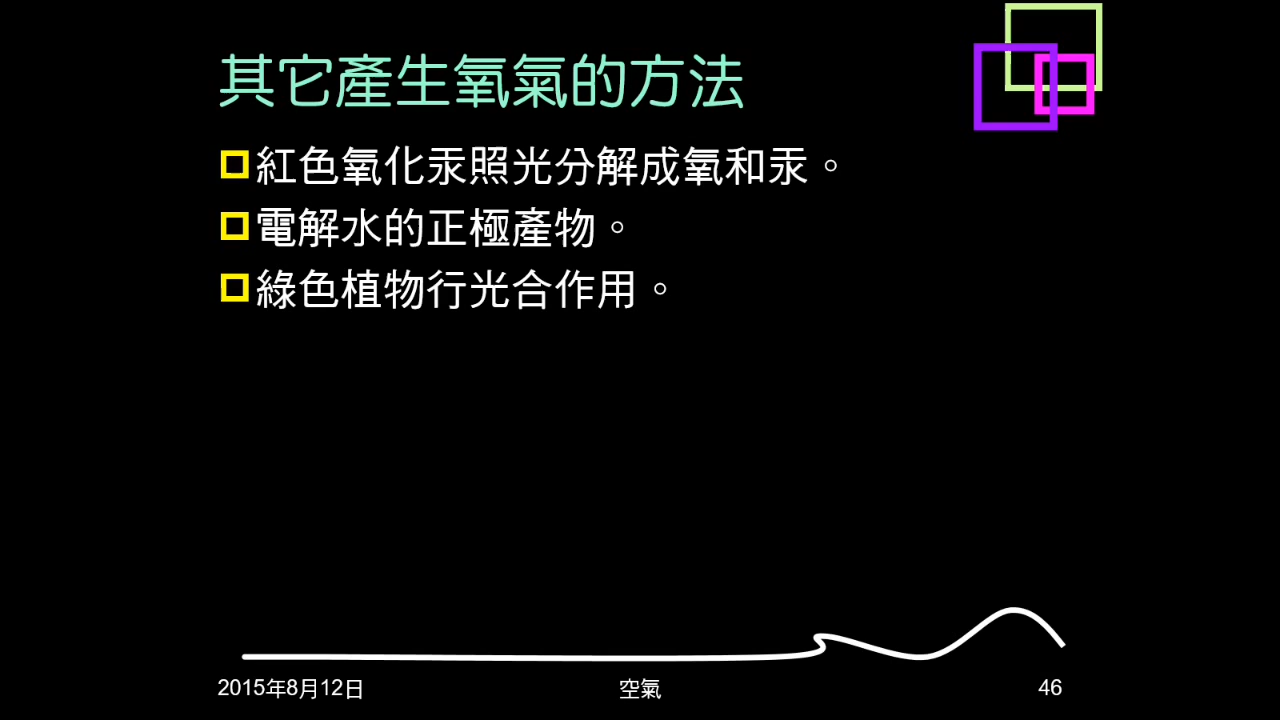 其它產生氧氣的方法
紅色氧化汞照光分解成氧和汞。
電解水的正極產物。
綠色植物行光合作用。
2015年8月12日
空氣
46